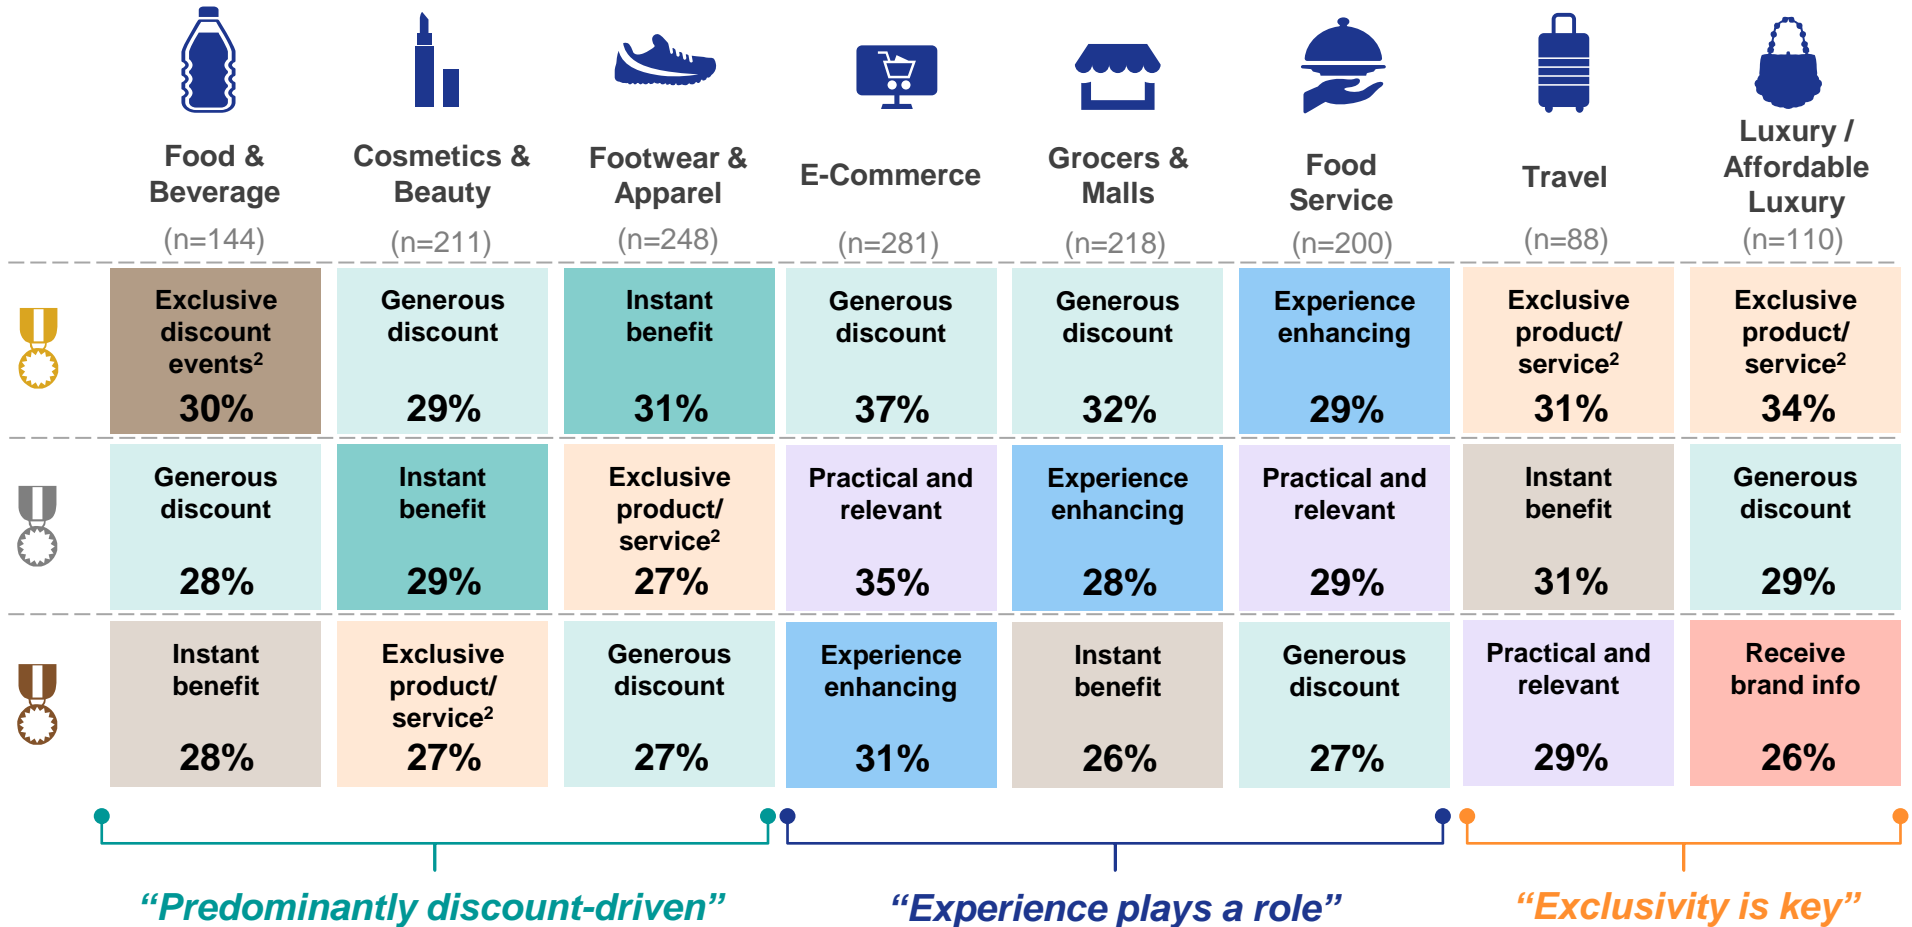 Food &
Beverage
(n=144)
Cosmetics &
Beauty
(n=211)
Footwear &
Apparel
(n=248)
E-Commerce
(n=281)
Grocers &
Malls
(n=218)
Food
Service
(n=200)
Travel
(n=88)
Luxury /
Affordable
Luxury
(n=110)
Exclusive
discount
events²
30%
Generous
discount
29%
Instant
benefit
31%
Generous
discount
37%
Generous
discount
32%
Experience
enhancing
29%
Exclusive
product/
service²
31%
Exclusive
product/
service²
34%
Generous
discount
28%
Instant
benefit
29%
Exclusive
product/
service²
27%
Practical and
relevant
35%
Experience
enhancing
28%
Practical and
relevant
29%
Instant
benefit
31%
Generous
discount
29%
Instant
benefit
28%
Exclusive
product/
service²
27%
Generous
discount
27%
Experience
enhancing
31%
Instant
benefit
26%
Generous
discount
27%
Practical and
relevant
29%
Receive
brand info
26%
“Predominantly discount-driven”
“Experience plays a role”
“Exclusivity is key”